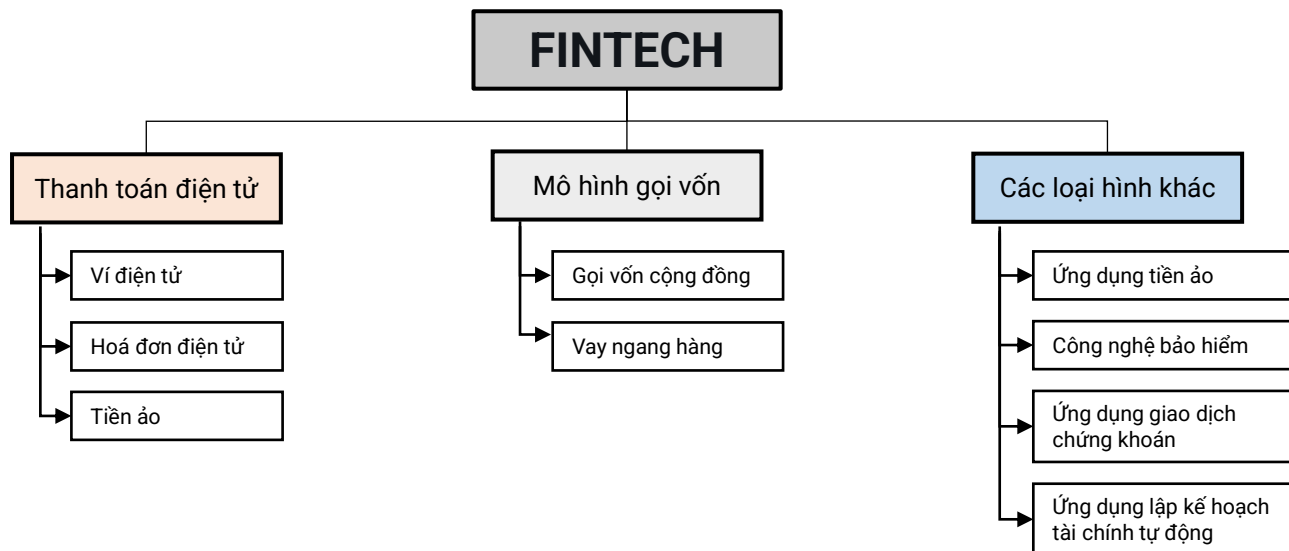 FINTECH
Thanh toán điện tử
Ví điện tử
Hoá đơn điện tử
Tiền ảo
Mô hình gọi vốn
Gọi vốn cộng đồng
Vay ngang hàng
Các loại hình khác
Ứng dụng tiền ảo
Công nghệ bảo hiểm
Ứng dụng giao dịch
chứng khoán
Ứng dụng lập kế hoạch
tài chính tự động